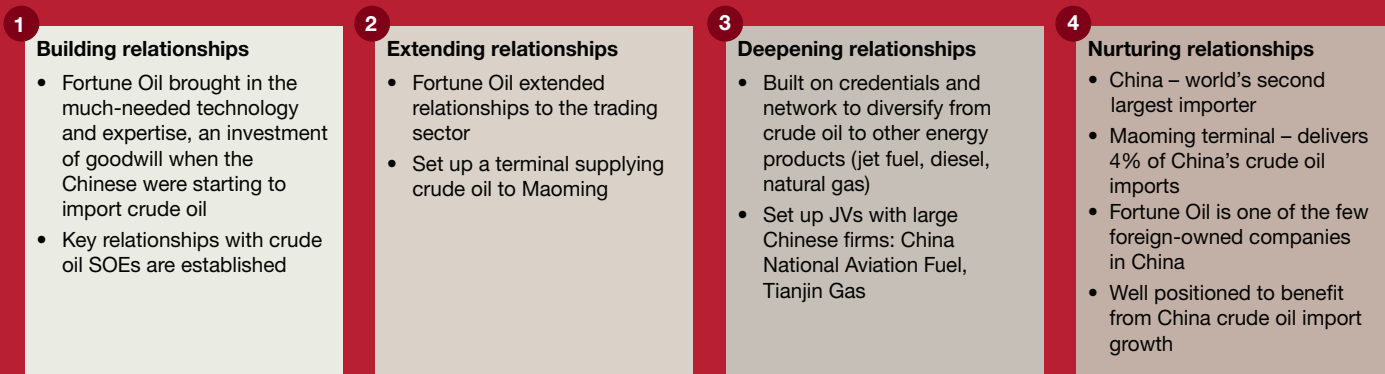 1
Building relationships
• Fortune Oil brought in the
much-needed technology
and expertise, an investment
of goodwill when the
Chinese were starting to
import crude oil
• Key relationships with crude
oil SOEs are established
2
Extending relationships
• Fortune Oil extended
relationships to the trading
sector
• Set up a terminal supplying
crude oil to Maoming
3
Deepening relationships
• Built on credentials and
network to diversify from
crude oil to other energy
products (jet fuel, diesel,
natural gas)
• Set up JVs with large
Chinese firms: China
National Aviation Fuel,
Tianjin Gas
4
Nurturing relationships
• China – world’s second
largest importer
• Maoming terminal – delivers
4% of China’s crude oil
imports
• Fortune Oil is one of the few
foreign-owned companies
in China
• Well positioned to benefit
from China crude oil import
growth